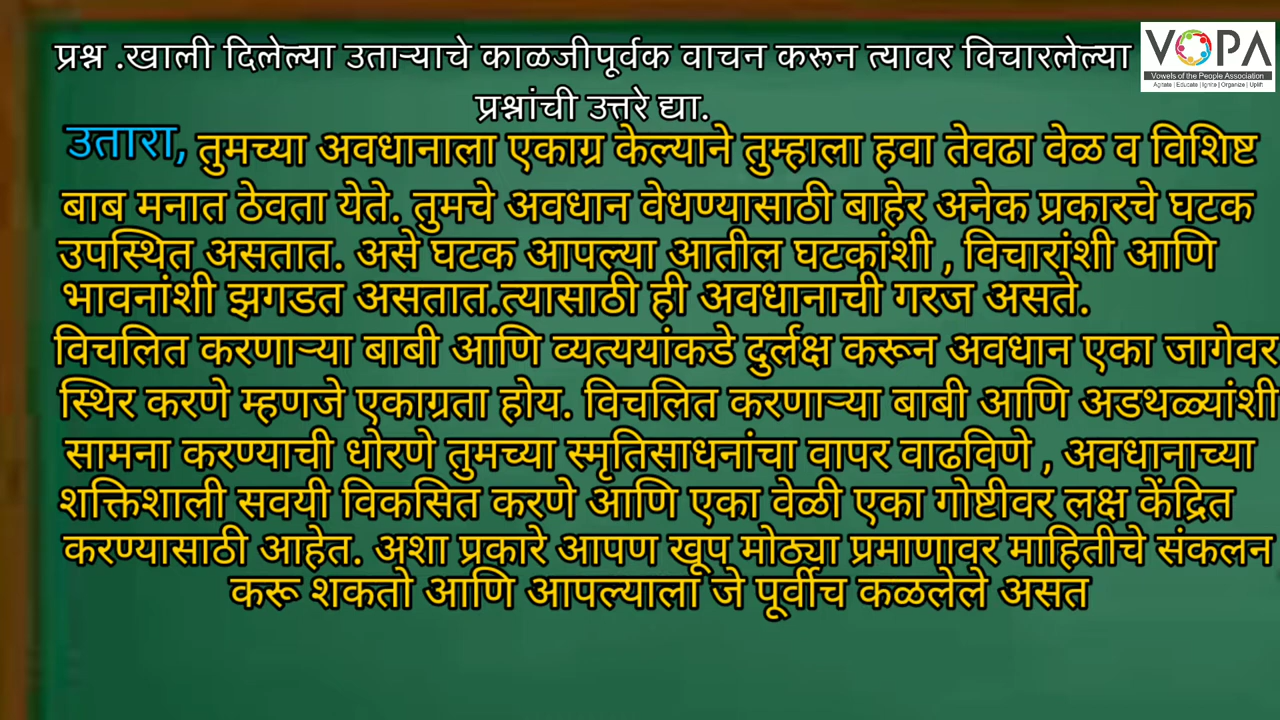 प्रश्न .खाली दिलेल्या उताऱ्याचे काळजीपूर्वक वाचन करून त्यावर विचारलेल्या
प्रश्नांची उत्तरे द्या.
VOPA
Vowels of the People Association
Agitate | Educate | Ignite | Organize | Uplift
उतारा, तुमच्या अवधानाला एकाग्र केल्याने तुम्हाला हवा तेवढा वेळ व विशिष्ट
बाब मनात ठेवता येते. तुमचे अवधान वेधण्यासाठी बाहेर अनेक प्रकारचे घटक
उपस्थित असतात. असे घटक आपल्या आतील घटकांशी , विचारांशी आणि
भावनांशी झगडत असतात.त्यासाठी ही अवधानाची गरज असते.
विचलित करणाऱ्या बाबी आणि व्यत्ययांकडे दुर्लक्ष करून अवधान एका जागेवर
स्थिर करणे म्हणजे एकाग्रता होय. विचलित करणाऱ्या बाबी आणि अडथळ्यांशी
सामना करण्याची धोरणे तुमच्या स्मृतिसाधनांचा वापर वाढविणे , अवधानाच्या
शक्तिशाली सवयी विकसित करणे आणि एका वेळी एका गोष्टीवर लक्ष केंद्रित
करण्यासाठी आहेत. अशा प्रकारे आपण खूप मोठ्या प्रमाणावर माहितीचे संकलन
करू शकतो आणि आपल्याला जे पूर्वीच कळलेले असत